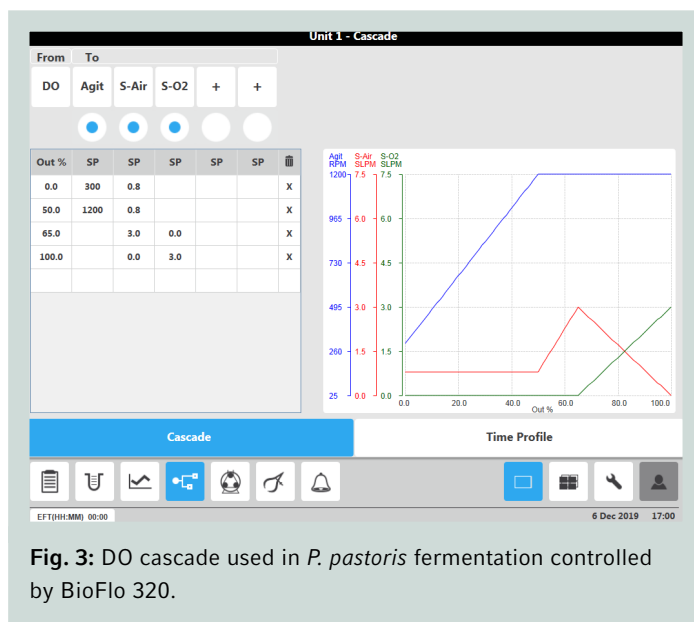 Unit 1 - Cascade
From To
DO Agit S-Air S-O2 + +
Out % SP SP SP SP SP
0.0 300 0.8 X
50.0 1200 0.8 X
65.0 3.0 0.0 X
100.0 0.0 3.0 X
Agit S-Air S-O2
RPM SLPM SLPM
1200 7.5 7.5
965 6.0 6.0
730 4.5 4.5
495 3.0 3.0
260 1.5 1.5
25 0.0 0.0
0.0 20.0 40.0 60.0 80.0 100.0
Out %
Cascade Time Profile
EFT(HH:MM) 00:00 6 Dec 2019 17:00
Fig. 3: DO cascade used in P. pastoris fermentation controlled
by BioFlo 320.